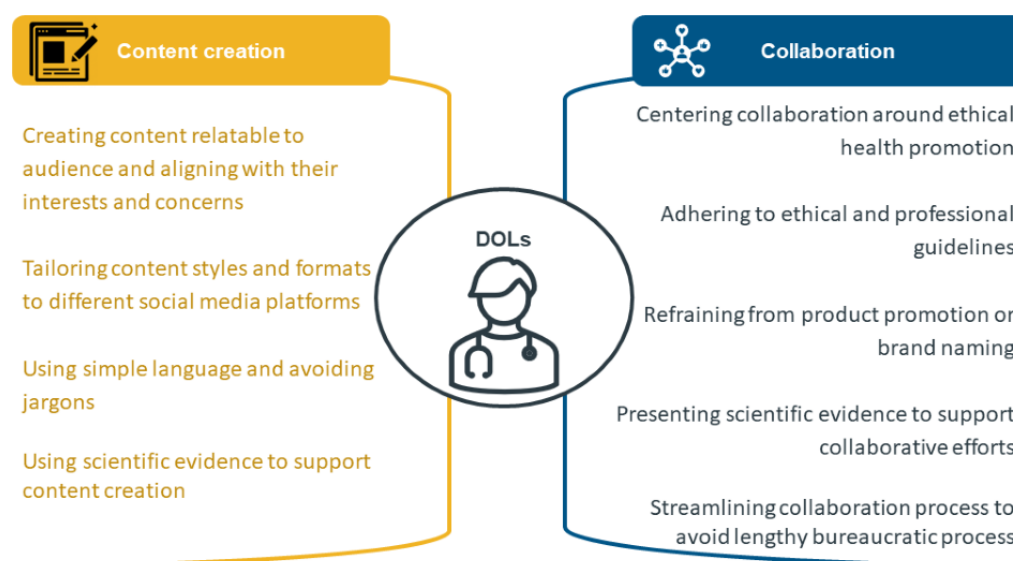 Content creation
Creating content relatable to
audience and aligning with their
interests and concerns
Tailoring content styles and formats
to different social media platforms
Using simple language and avoiding
jargons
Using scientific evidence to support
content creation
DOLs
Collaboration
Centering collaboration around ethical
health promotion
Adhering to ethical and professional
guidelines
Refraining from product promotion or
brand naming
Presenting scientific evidence to support
collaborative efforts
Streamlining collaboration process to
avoid lengthy bureaucratic process